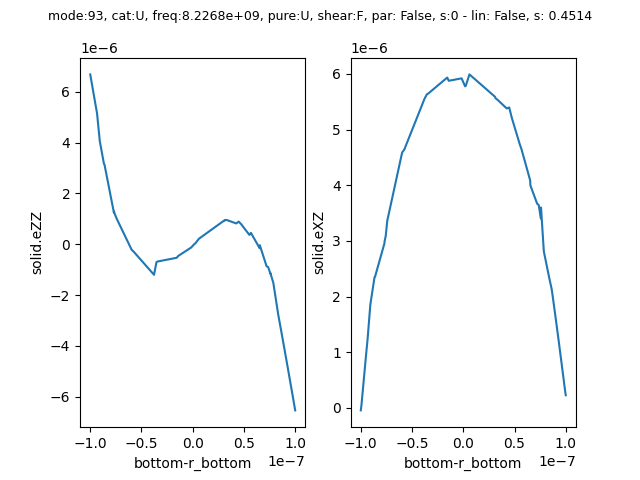 mode:93, cat:U, freq:8.2268e+09, pure:U, shear:F, par: False, s:0 - lin: False, s: 0.4514
1e−6
6
4
2
0
−2
−4
−6
solid.eZZ
−1.0
−0.5
0.0
0.5
1.0
bottom-r_bottom
1e−7
1e−6
6
5
4
3
2
1
0
solid.eXZ
−1.0
−0.5
0.0
0.5
1.0
bottom-r_bottom
1e−7